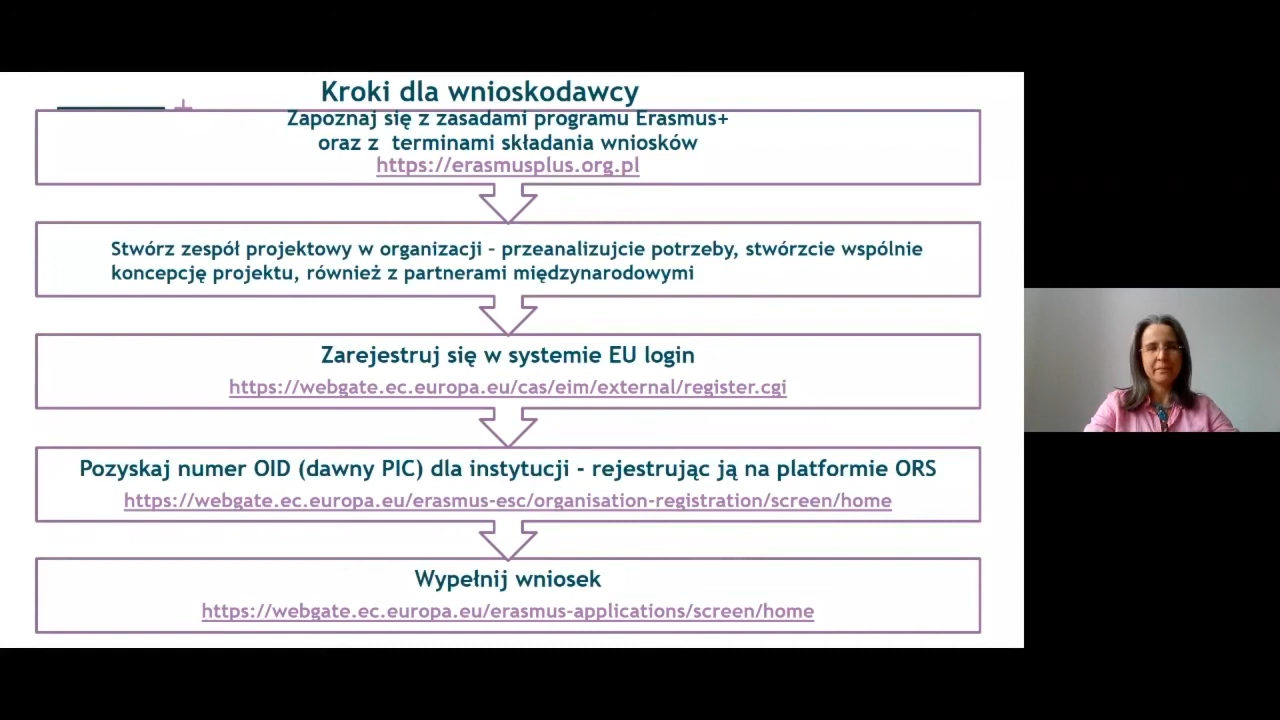 Kroki dla wnioskodawcy
Zapoznaj się z zasadami programu Erasmus+
oraz z terminami składania wniosków
https://erasmusplus.org.pl
Stwórz zespół projektowy w organizacji – przeanalizujcie potrzeby, stwórzcie wspólnie
koncepcję projektu, również z partnerami międzynarodowymi
Zarejestruj się w systemie EU login
https://webgate.ec.europa.eu/cas/eim/external/register.cgi
Pozyskaj numer OID (dawny PIC) dla instytucji - rejestrując ją na platformie ORS
https://webgate.ec.europa.eu/erasmus-esc/organisation-registration/screen/home
Wypełnij wniosek
https://webgate.ec.europa.eu/erasmus-applications/screen/home